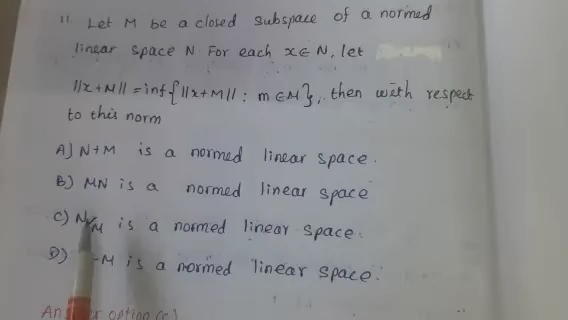 11. Let M be a closed subspace of a normed
linear space N. For each x∈N, let
||x+M|| = inf{||x+M|| : m∈M}, then with respect
to this norm
A) N+M is a normed linear space.
B) MN is a normed linear space
C) N/M is a normed linear space.
D) -M is a normed linear space.
option(c)